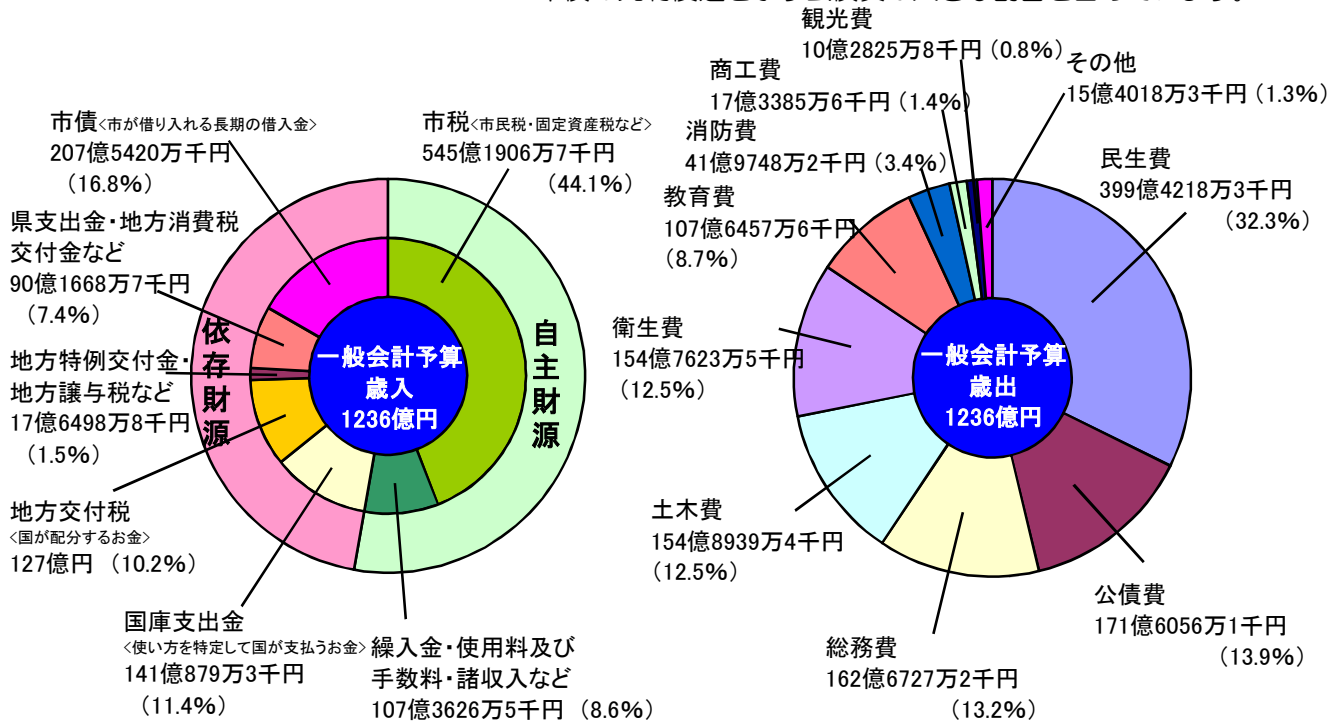 観光費
10億2825万8千円（0.8%）
その他
15億4018万3千円（1.3%）
商工費
17億3385万6千円（1.4%）
消防費
41億9748万2千円（3.4%）
教育費
107億6457万6千円
（8.7%）
民生費
399億4218万3千円
（32.3%）
衛生費
154億7623万5千円
（12.5%）
土木費
154億8939万4千円
（12.5%）
総務費
162億6727万2千円
（13.2%）
公債費
171億6056万1千円
（13.9%）
一般会計予算
歳出
1236億円
市債<市が借り入れる長期の借入金>
207億5420万千円
（16.8%）
市税<市民税・固定資産税など>
545億1906万7千円
（44.1%）
県支出金・地方消費税
交付金など
90億1668万7千円
（7.4%）
地方特例交付金・
地方譲与税など
17億6498万8千円
（1.5%）
地方交付税
<国が配分するお金>
127億円（10.2%）
国庫支出金
<使い方を特定して国が支払うお金>
141億879万3千円
（11.4%）
繰入金・使用料及び
手数料・諸収入など
107億3626万5千円（8.6%）
依存財源
自主財源
一般会計予算
歳入
1236億円